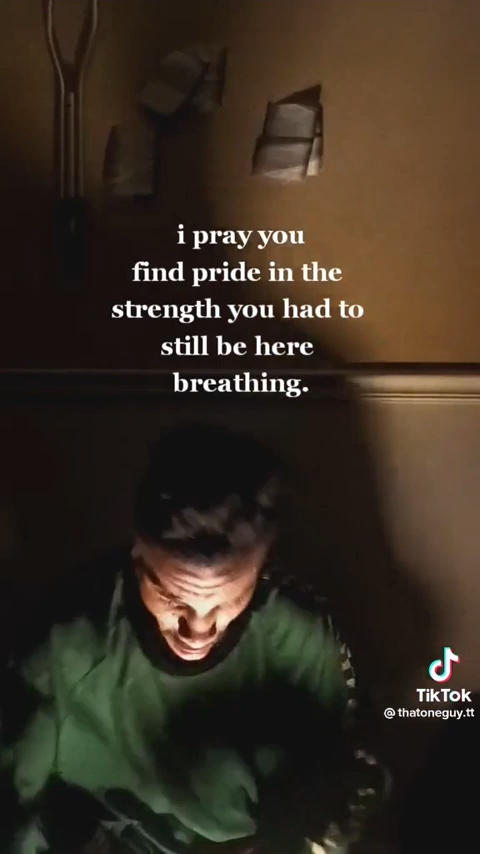 i pray you
find pride in the
strength you had to
still be here
breathing.
TikTok
@ thatoneguy.tt